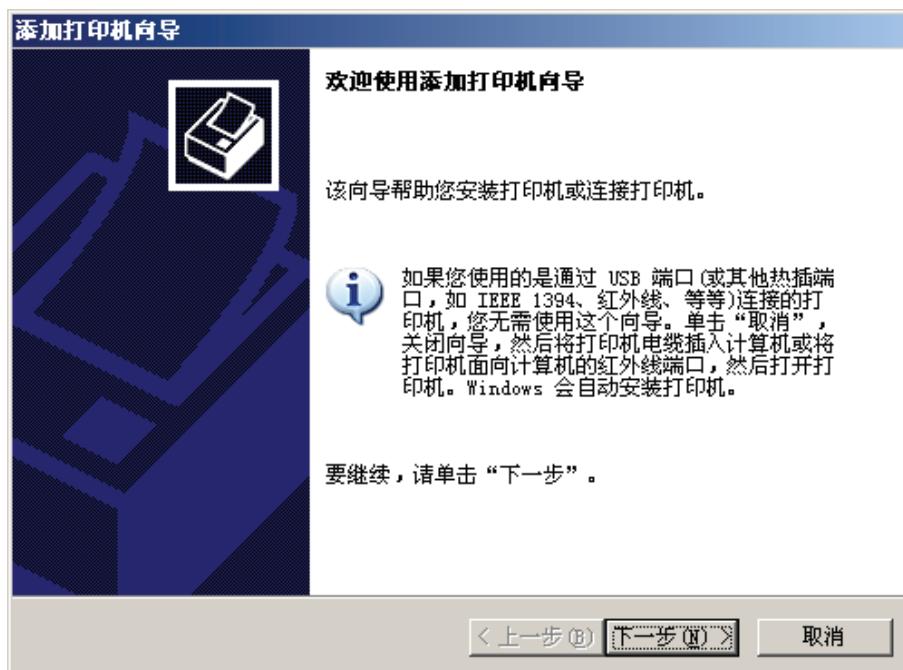 添加打印机向导
欢迎使用添加打印机向导
该向导帮助您安装打印机或连接打印机。
如果您使用的是通过 USB 端口(或其他热插端
口，如 IEEE 1394、红外线、等等)连接的打
印机，您无需使用这个向导。单击“取消”，
关闭向导，然后将打印机电缆插入计算机或将
打印机面向计算机的红外线端口，然后打开打
印机。Windows 会自动安装打印机。
要继续，请单击“下一步”。
< 上一步(B) 下一步(N) > 取消